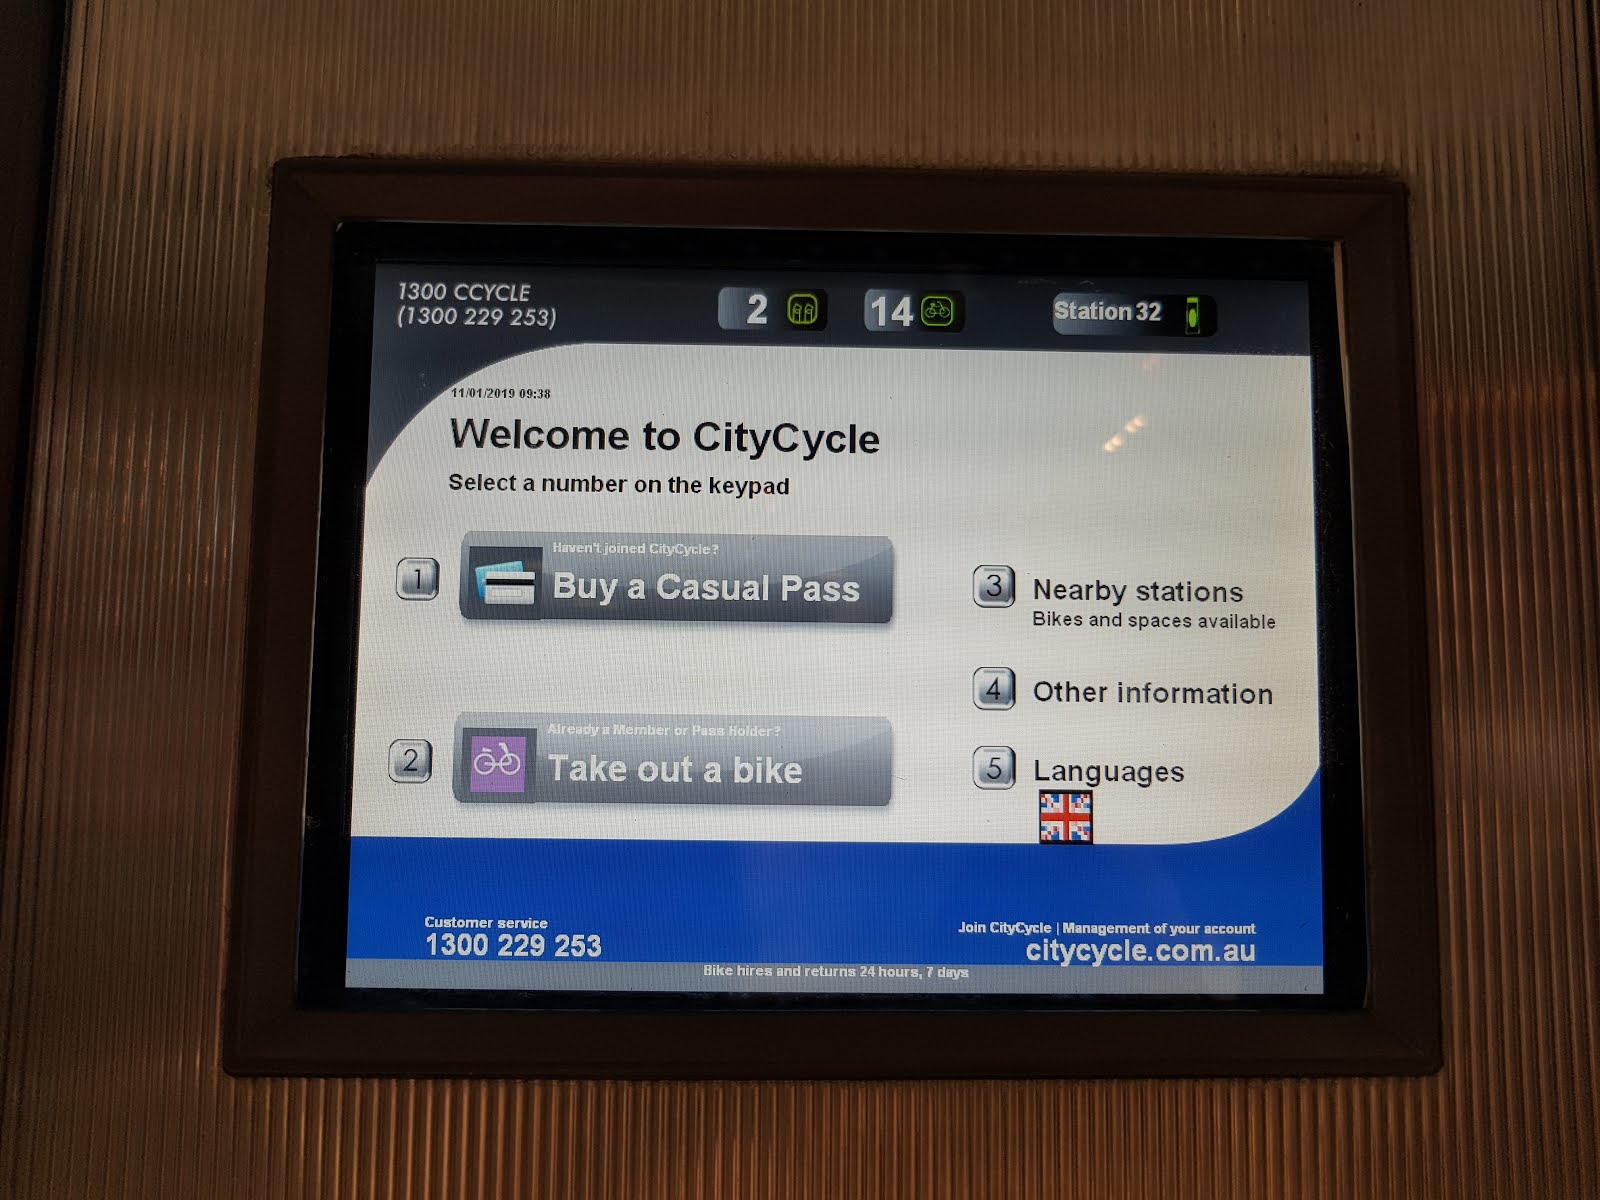 1300 CCYCLE
(1300 229 253)
2
14
Station 32
11/01/2019 09:38
Welcome to CityCycle
Select a number on the keypad
1
Haven't joined CityCycle?
Buy a Casual Pass
2
Already a Member or Pass Holder?
Take out a bike
3
Nearby stations
Bikes and spaces available
4
Other information
5
Languages
Customer service
1300 229 253
Join CityCycle | Management of your account
citycycle.com.au
Bike hires and returns 24 hours, 7 days